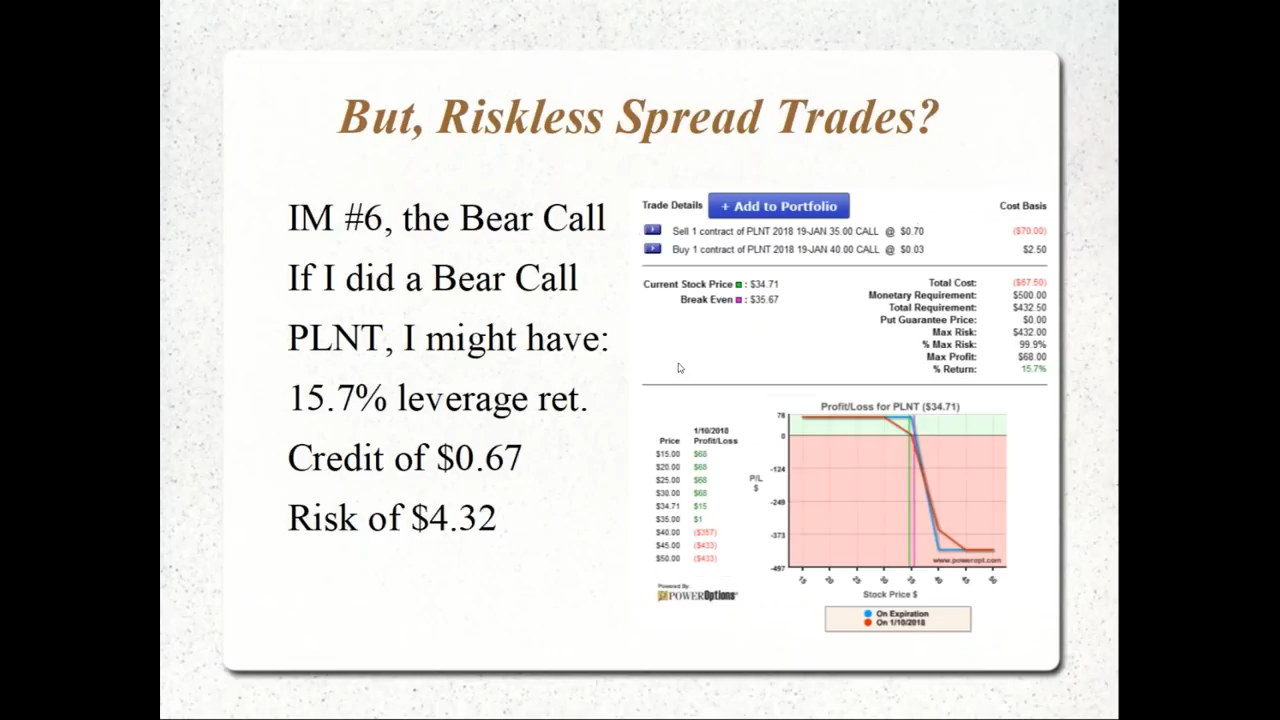 But, Riskless Spread Trades?
IM #6, the Bear Call
If I did a Bear Call
PLNT, I might have:
15.7% leverage ret.
Credit of $0.67
Risk of $4.32
Trade Details + Add to Portfolio Cost Basis
Sell 1 contract of PLNT 2018 19-JAN 35.00 CALL @ $0.70 ($70.00)
Buy 1 contract of PLNT 2018 19-JAN 40.00 CALL @ $0.03 $2.50
Current Stock Price : $34.71
Break Even : $35.67
Total Cost: ($67.50)
Monetary Requirement: $500.00
Total Requirement: $432.50
Put Guarantee Price: $0.00
Max Risk: $432.00
% Max Risk: 99.9%
Max Profit: $68.00
% Return: 15.7%
1/10/2018
Price Profit/Loss
$15.00 $68
$20.00 $68
$25.00 $68
$30.00 $68
$34.71 $15
$35.00 $1
$40.00 ($357)
$45.00 ($433)
$50.00 ($433)
Powered By:
POWEROptions
Profit/Loss for PLNT ($34.71)
78
0
-124
-249
-373
-497
P/L
$
www.poweropt.com
15 20 25 30 35 40 45 50
Stock Price $
On Expiration
On 1/10/2018